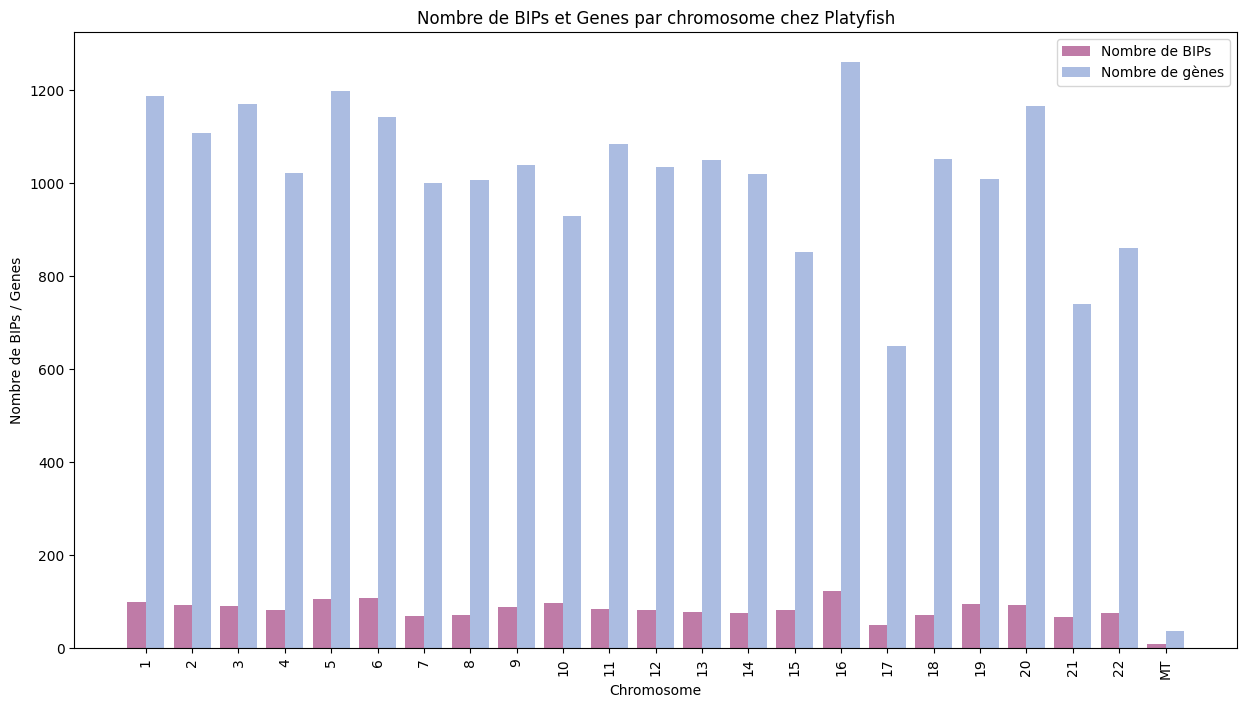 Nombre de BIPs et Genes par chromosome chez Platyfish
Nombre de BIPs
Nombre de gènes
Nombre de BIPs / Genes
1200
1000
800
600
400
200
0
1 2 3 4 5 6 7 8 9 10 11 12 13 14 15 16 17 18 19 20 21 22 MT
Chromosome